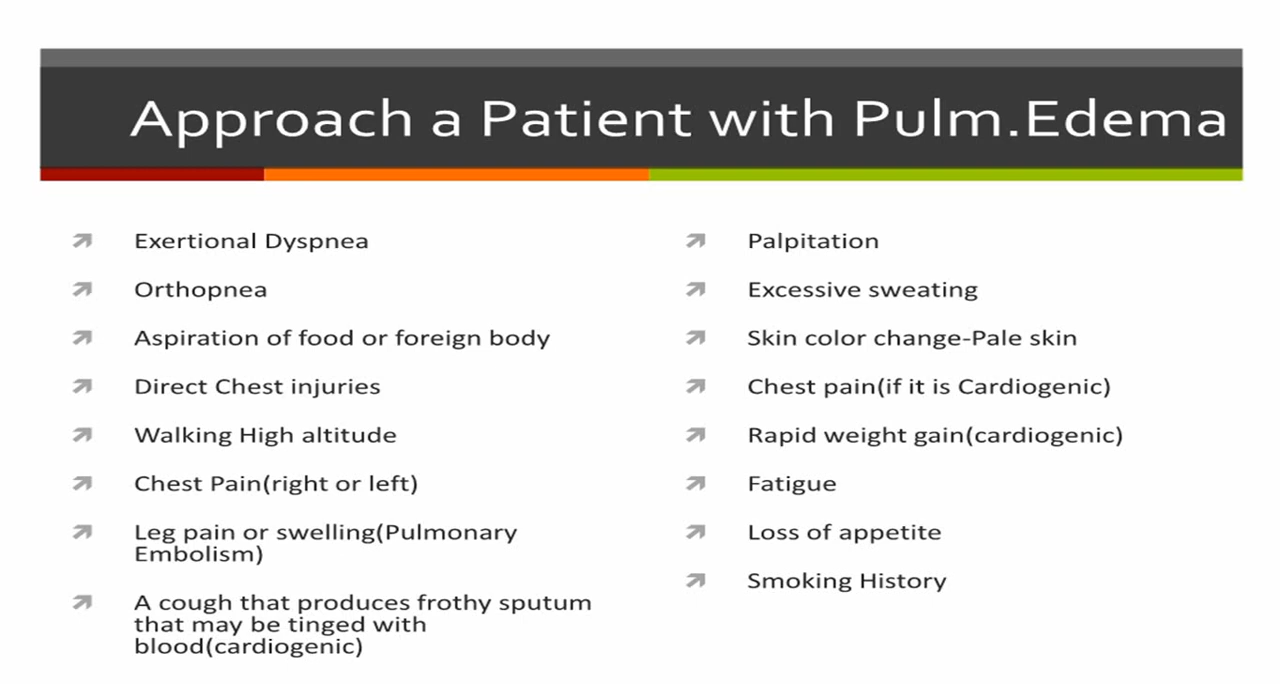 Approach a Patient with Pulm.Edema
Exertional Dyspnea
Orthopnea
Aspiration of food or foreign body
Direct Chest injuries
Walking High altitude
Chest Pain(right or left)
Leg pain or swelling(Pulmonary
Embolism)
A cough that produces frothy sputum
that may be tinged with
blood(cardiogenic)
Palpitation
Excessive sweating
Skin color change-Pale skin
Chest pain(if it is Cardiogenic)
Rapid weight gain(cardiogenic)
Fatigue
Loss of appetite
Smoking History